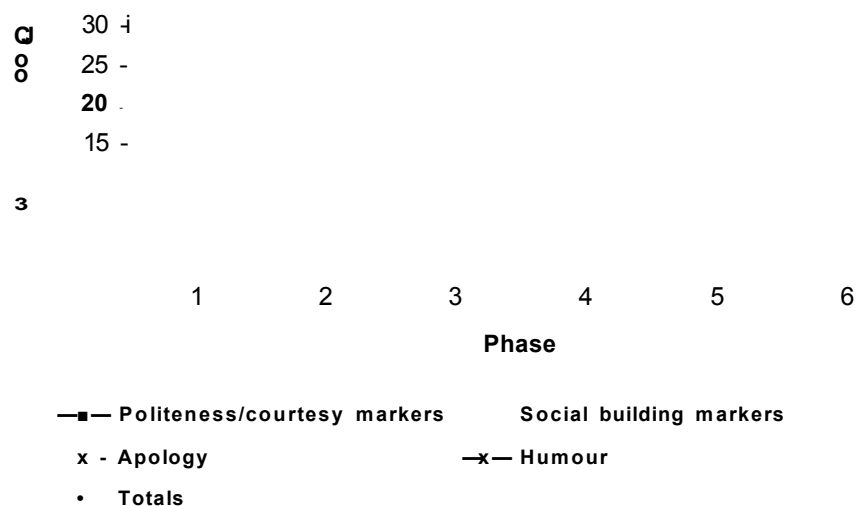 30
25
20
15
1 2 3 4 5 6
Phase
Politeness/courtesy markers Social building markers
x - Apology —x— Humour
• Totals